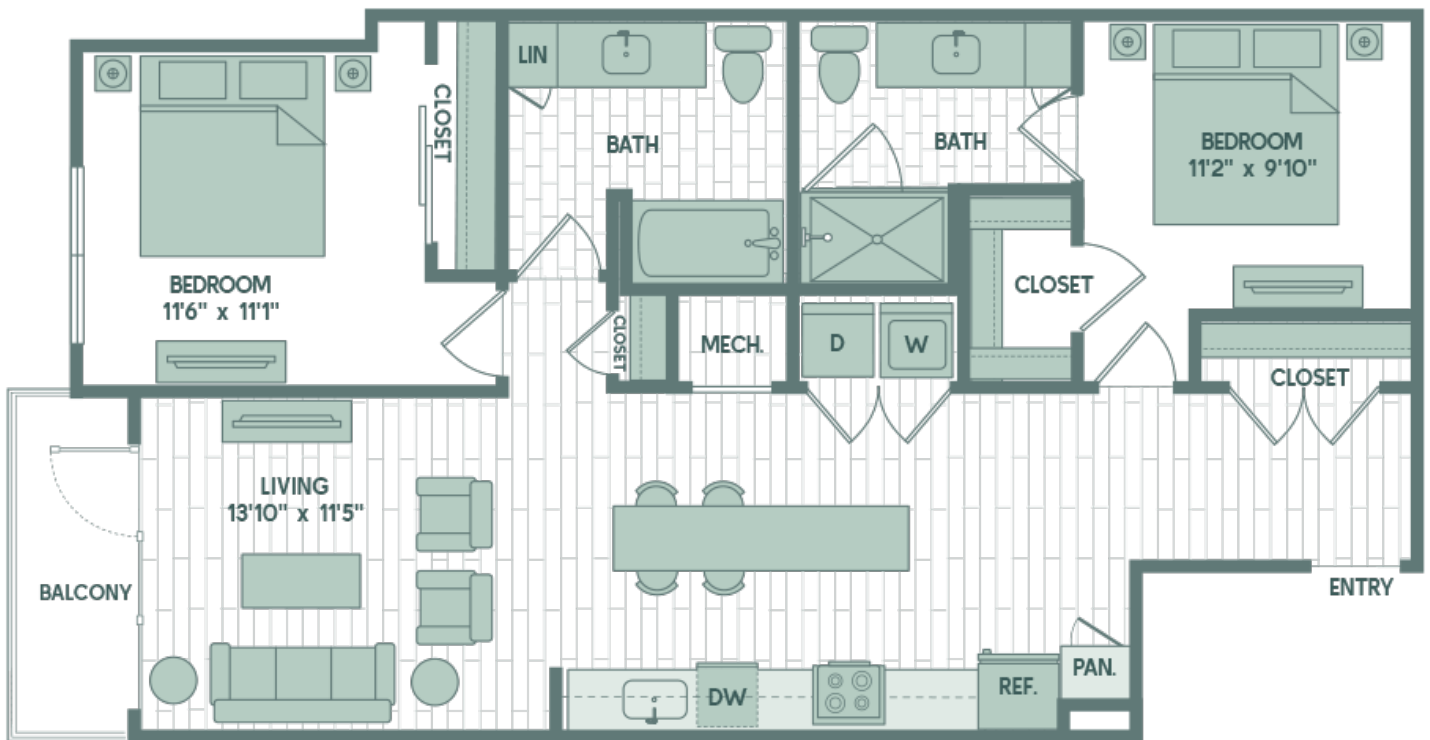 LIN
CLOSET
BATH
BATH
BEDROOM
11'2" x 9'10"
BEDROOM
11'6" x 11'1"
CLOSET
CLOSET
MECH.
D
W
CLOSET
LIVING
13'10" x 11'5"
BALCONY
ENTRY
PAN.
REF.
DW